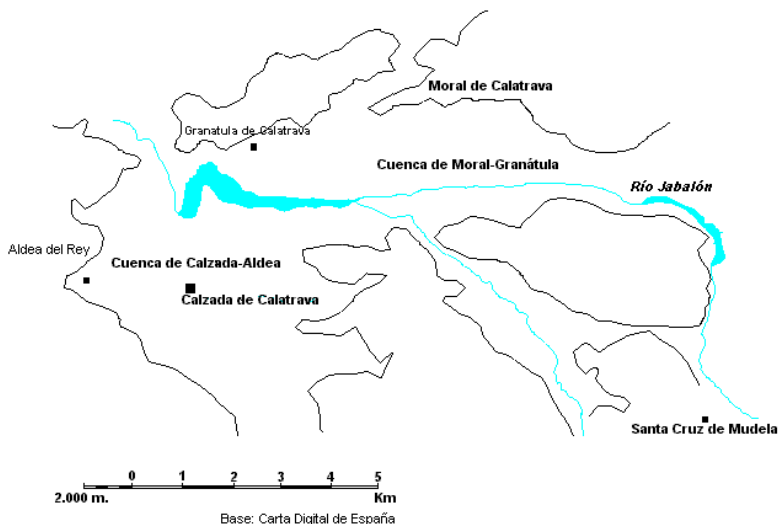 Moral de Calatrava
Granatula de Calatrava
Cuenca de Moral-Granátula
Río Jabalón
Aldea del Rey
Cuenca de Calzada-Aldea
Calzada de Calatrava
Santa Cruz de Mudela
0 1 2 3 4 5
2.000 m. Km
Base: Carta Digital de España